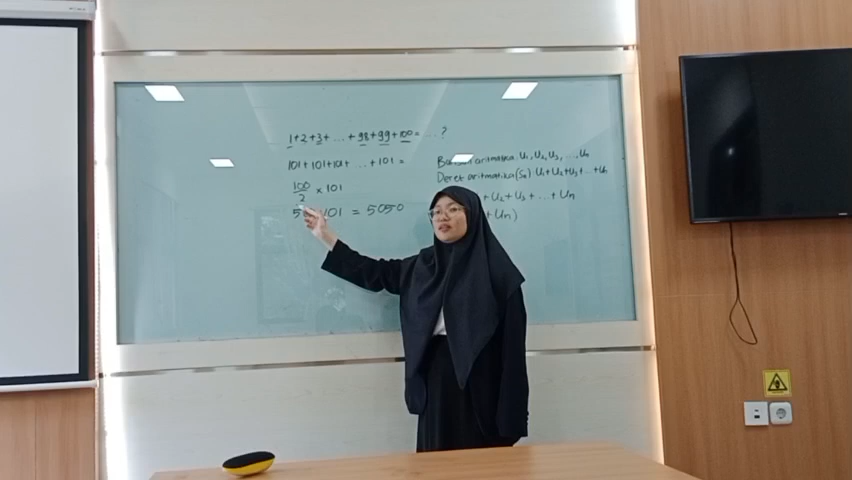 1+2+3+ ... +98+99+100 = ... ?
101+101+101+ ... +101 =
100/2 × 101
101 = 5050
Barisan aritmatika: U₁, U₂, U₃, ..., Uₙ
Deret aritmatika (Sₙ) U₁+U₂+U₃+...+Uₙ
+ U₂ + U₃ + ... + Uₙ
+ Uₙ)